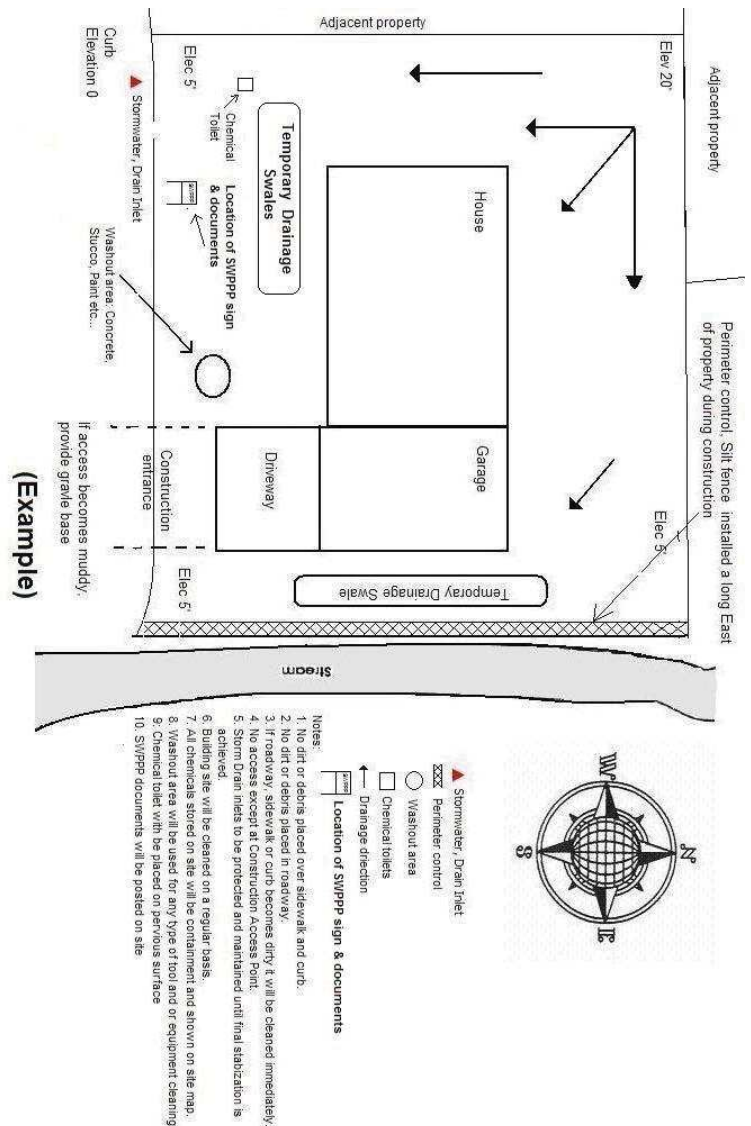 Adjacent property
Adjacent property
Elev 20'
Perimeter control, Silt fence installed a long East
of property during construction
House
Garage
Elec 5'
Temporary Drainage
Swales
Temporay Drainage Swale
Driveway
Chemical
Toilet
Location of SWPPP sign
& documents
SWPPP
Elec 5'
Elec 5'
Construction
entrance
Curb
Elevation 0
Stormwater, Drain Inlet
Washout area: Concrete,
Stucco, Paint etc...
If access becomes muddy,
provide gravle base
(Example)
Stream
N
W
E
S
Stormwater, Drain Inlet
Perimeter control
Washout area
Chemical toilets
Drainage driection
SWPPP
Location of SWPPP sign & documents
Notes:
1. No dirt or debris placed over sidewalk and curb.
2. No dirt or debris placed in roadway.
3. If roadway, sidewalk or curb becomes dirty it will be cleaned immediately.
4. No access except at Construction Access Point.
5. Storm Drain inlets to be protected and maintained until final stabization is
achieved.
6. Building site will be cleaned on a regular basis.
7. All chemicals stored on site will be containment and shown on site map.
8. Washout area will be used for any type of tool and or equipment cleaning
9. Chemical toilet with be placed on pervious surface
10. SWPPP documents will be posted on site